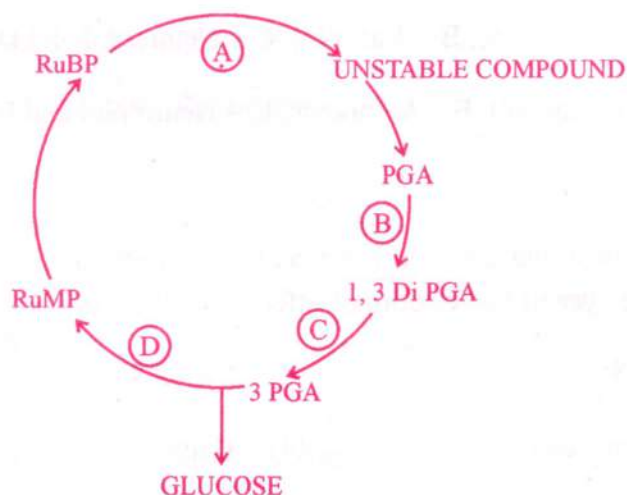 A
RuBP
UNSTABLE COMPOUND
PGA
B
1, 3 Di PGA
RuMP
C
D
3 PGA
GLUCOSE